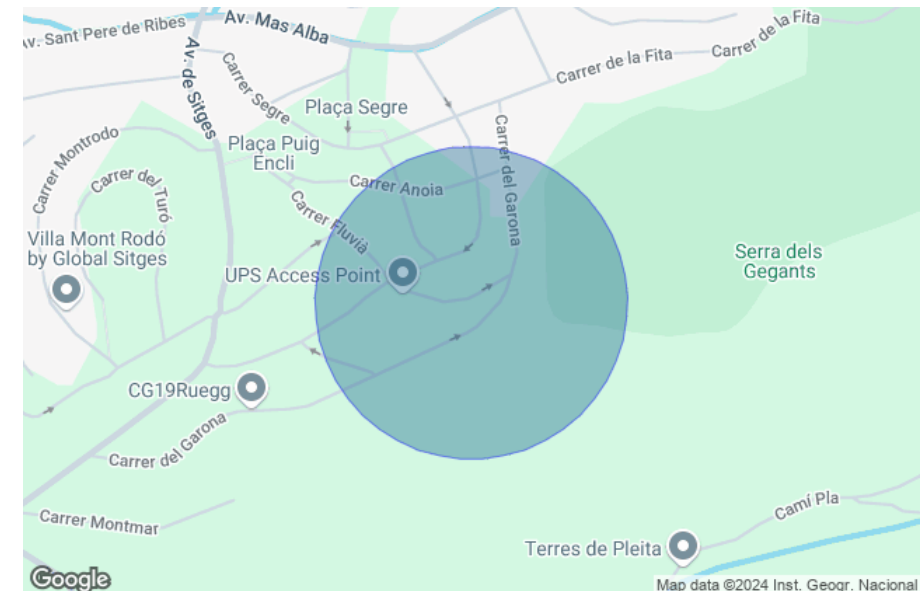 Av. Sant Pere de Ribes
Av. Mas Alba
Carrer de la Fita
Carrer de la Fita
Av. de Sitges
Carrer Segre
Plaça Segre
Plaça Puig
Encli
Carrer Montrodo
Carrer del Turó
Carrer Anoia
Carrer del Garona
Carrer Fluvià
Villa Mont Rodó
by Global Sitges
UPS Access Point
Serra dels
Gegants
CG19Ruegg
Carrer del Garona
Carrer Montmar
Camí Pla
Terres de Pleita
Google
Map data ©2024 Inst. Geogr. Nacional